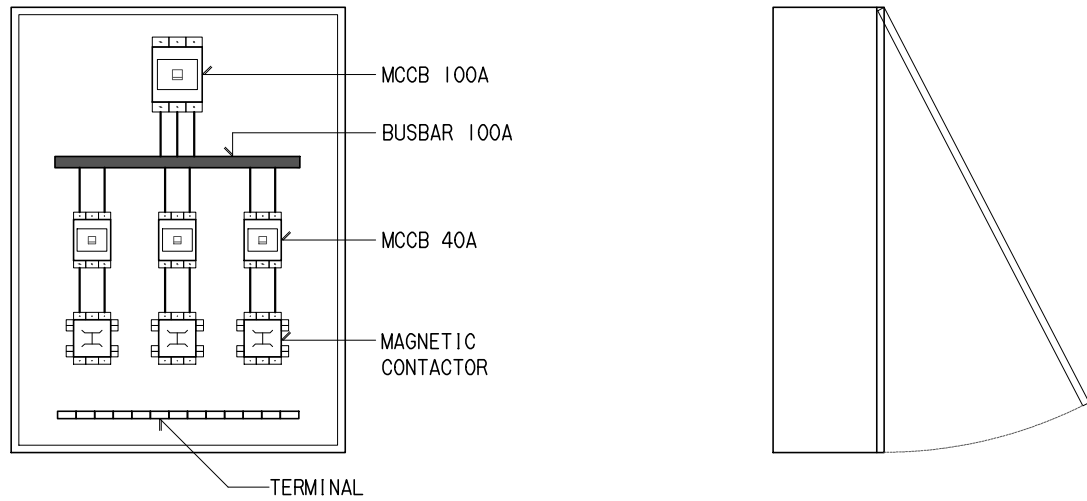 MCCB 100A
BUSBAR 100A
MCCB 40A
MAGNETIC
CONTACTOR
TERMINAL